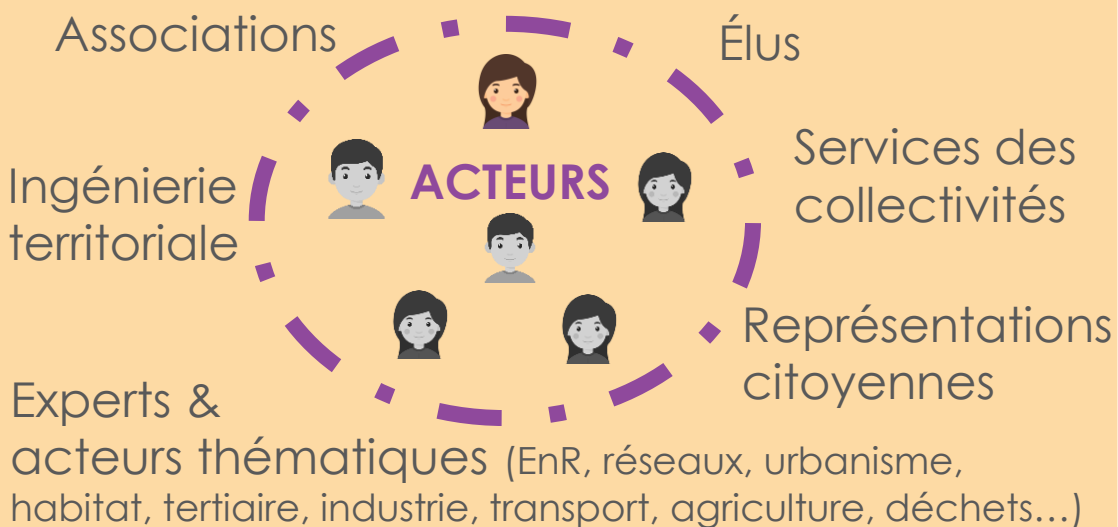 Associations
Élus
ACTEURS
Services des
collectivités
Ingénierie
territoriale
Représentations
citoyennes
Experts &
acteurs thématiques (EnR, réseaux, urbanisme,
habitat, tertiaire, industrie, transport, agriculture, déchets…)